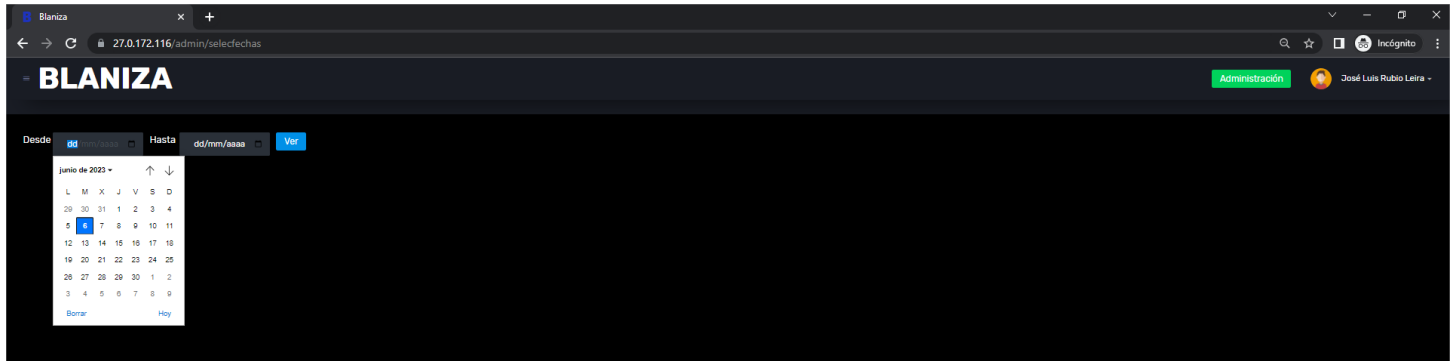 Blaniza
27.0.172.116/admin/selecfechas
Incógnito
BLANIZA
Administración
José Luis Rubio Leira
Desde dd/mm/aaaa Hasta dd/mm/aaaa Ver
junio de 2023
L M X J V S D
29 30 31 1 2 3 4
5 6 7 8 9 10 11
12 13 14 15 16 17 18
19 20 21 22 23 24 25
26 27 28 29 30 1 2
3 4 5 6 7 8 9
Borrar Hoy